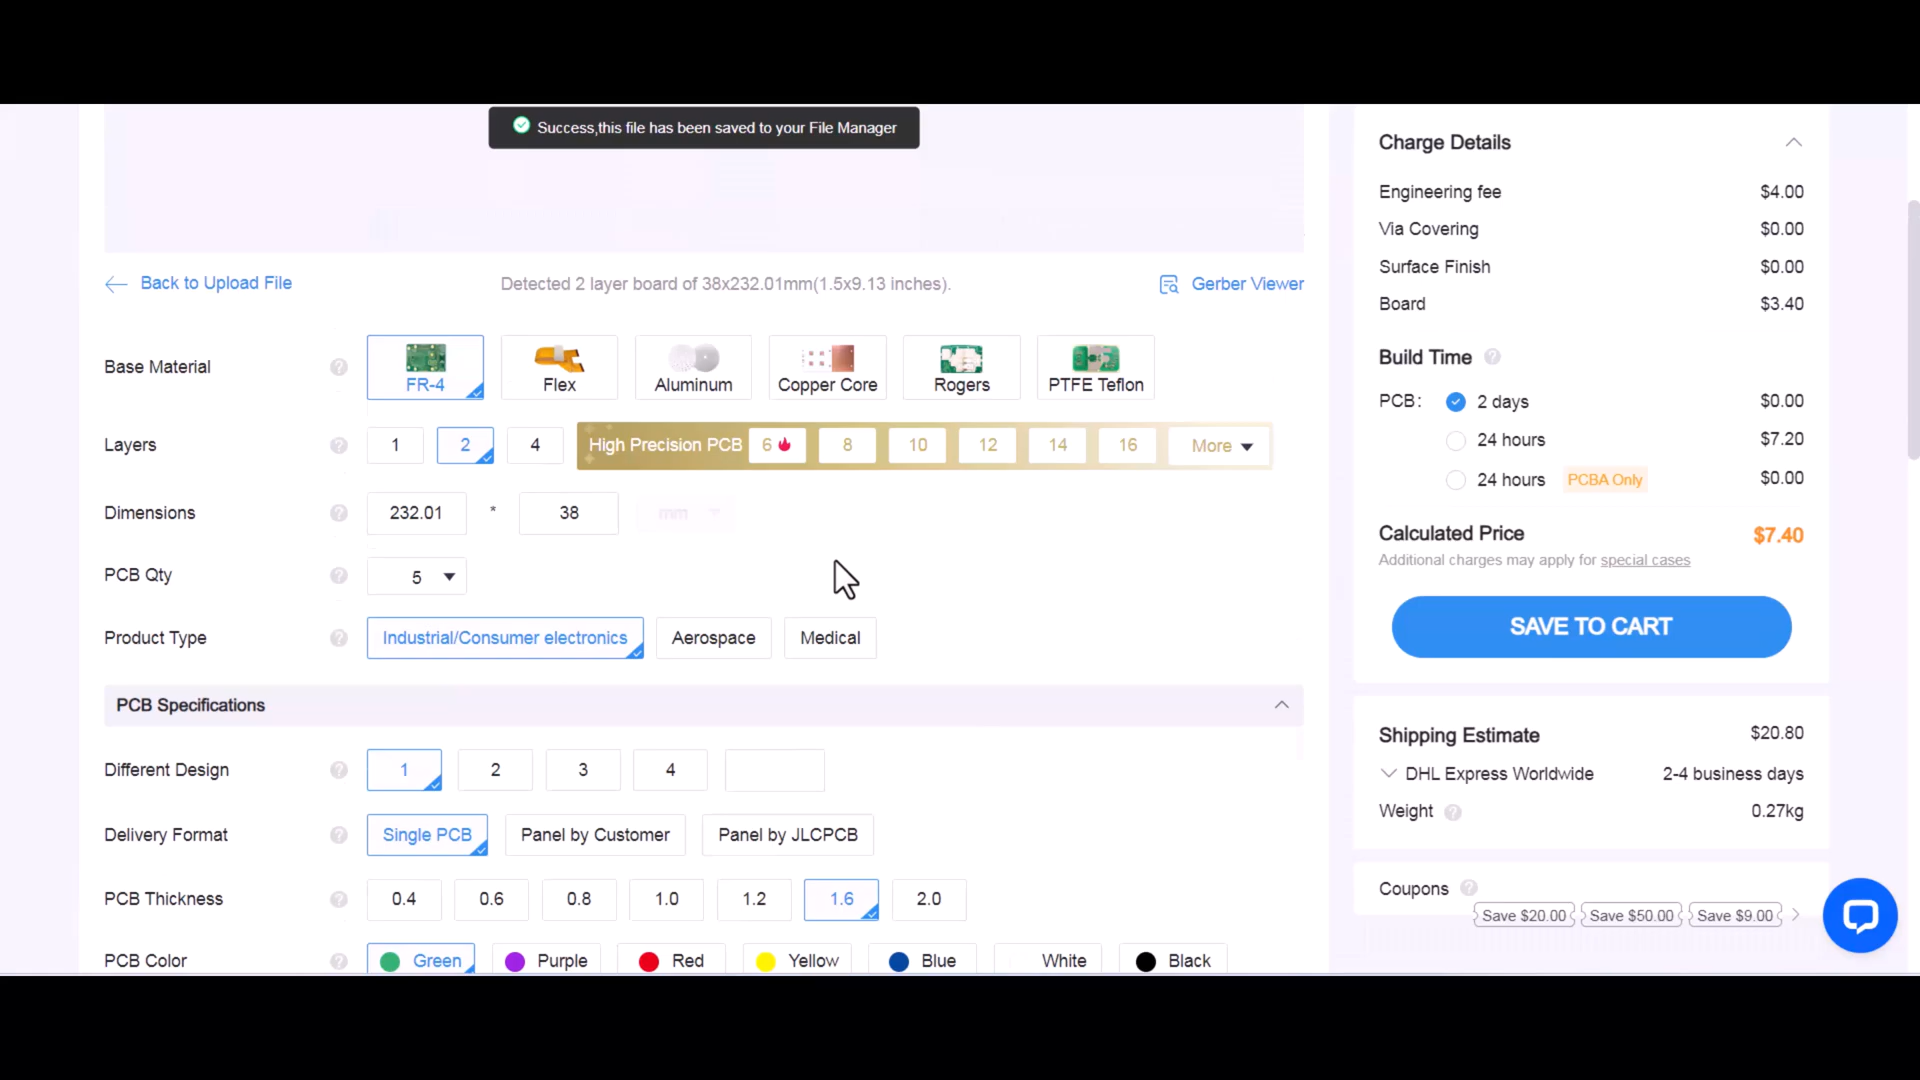 Success,this file has been saved to your File Manager
Back to Upload File
Detected 2 layer board of 38x232.01mm(1.5x9.13 inches).
Gerber Viewer
Base Material
FR-4
Flex
Aluminum
Copper Core
Rogers
PTFE Teflon
Layers
1
2
4
High Precision PCB
6
8
10
12
14
16
More
Dimensions
232.01
*
38
mm
PCB Qty
5
Product Type
Industrial/Consumer electronics
Aerospace
Medical
PCB Specifications
Different Design
1
2
3
4
Delivery Format
Single PCB
Panel by Customer
Panel by JLCPCB
PCB Thickness
0.4
0.6
0.8
1.0
1.2
1.6
2.0
PCB Color
Green
Purple
Red
Yellow
Blue
White
Black
Charge Details
Engineering fee $4.00
Via Covering $0.00
Surface Finish $0.00
Board $3.40
Build Time
PCB: 2 days $0.00
24 hours $7.20
24 hours PCBA Only $0.00
Calculated Price $7.40
Additional charges may apply for special cases
SAVE TO CART
Shipping Estimate $20.80
DHL Express Worldwide 2-4 business days
Weight 0.27kg
Coupons
Save $20.00
Save $50.00
Save $9.00